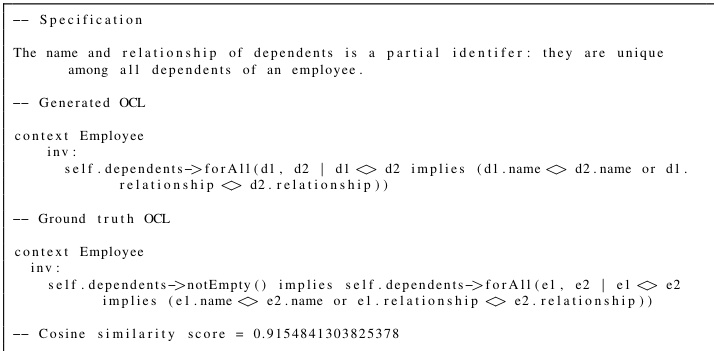 -- Specification
The name and relationship of dependents is a partial identifer: they are unique
among all dependents of an employee.
-- Generated OCL
context Employee
inv:
self.dependents->forAll(d1, d2 | d1 <> d2 implies (d1.name <> d2.name or d1.
relationship <> d2.relationship))
-- Ground truth OCL
context Employee
inv:
self.dependents->notEmpty() implies self.dependents->forAll(e1, e2 | e1 <> e2
implies (e1.name <> e2.name or e1.relationship <> e2.relationship))
-- Cosine similarity score = 0.9154841303825378